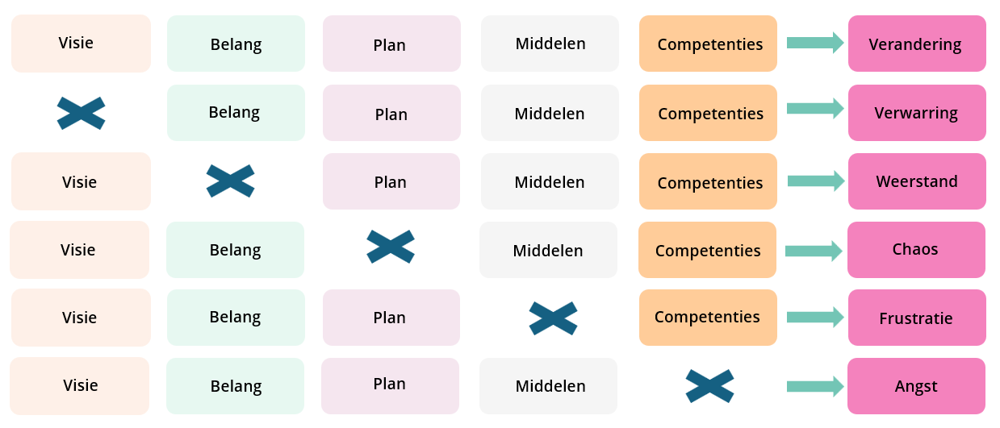 Visie Belang Plan Middelen Competenties Verandering
Belang Plan Middelen Competenties Verwarring
Visie Plan Middelen Competenties Weerstand
Visie Belang Middelen Competenties Chaos
Visie Belang Plan Competenties Frustratie
Visie Belang Plan Middelen Angst